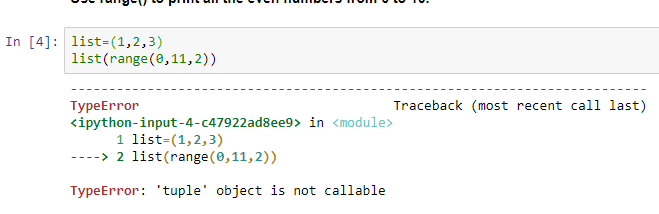 Use range() to print all the even numbers from 0 to 10.
In [4]: list=(1,2,3)
list(range(0,11,2))
---------------------------------------------------------------------------
TypeError Traceback (most recent call last)
<ipython-input-4-c47922ad8ee9> in <module>
1 list=(1,2,3)
----> 2 list(range(0,11,2))
TypeError: 'tuple' object is not callable